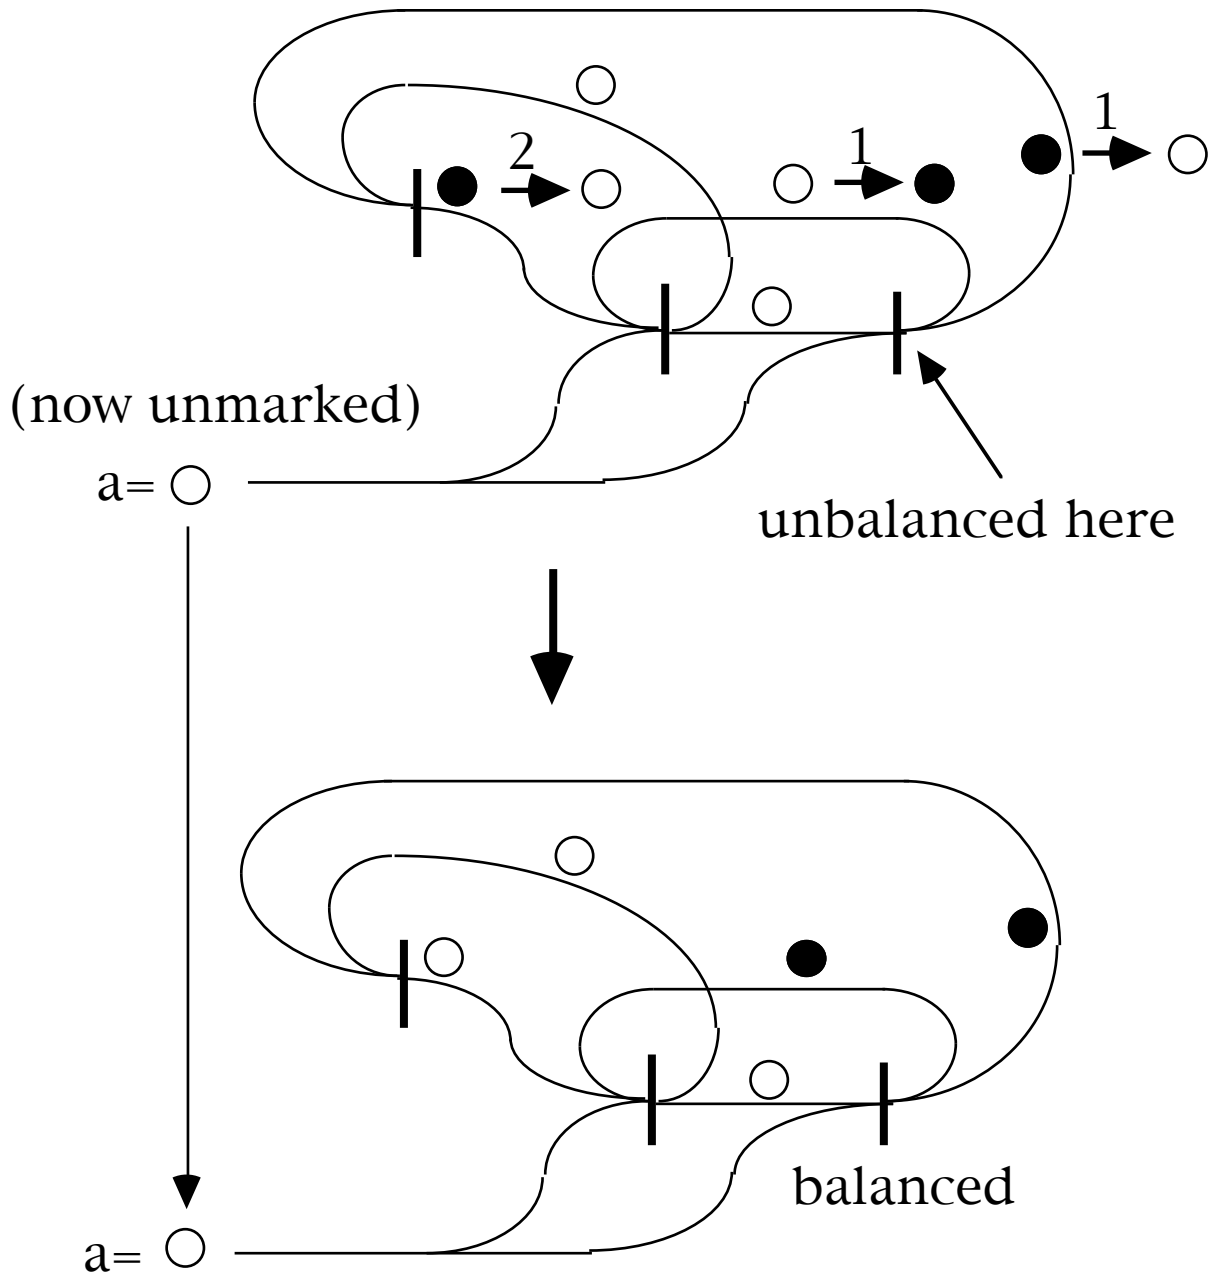 1
2
1
(now unmarked)
a=
unbalanced here
balanced
a=